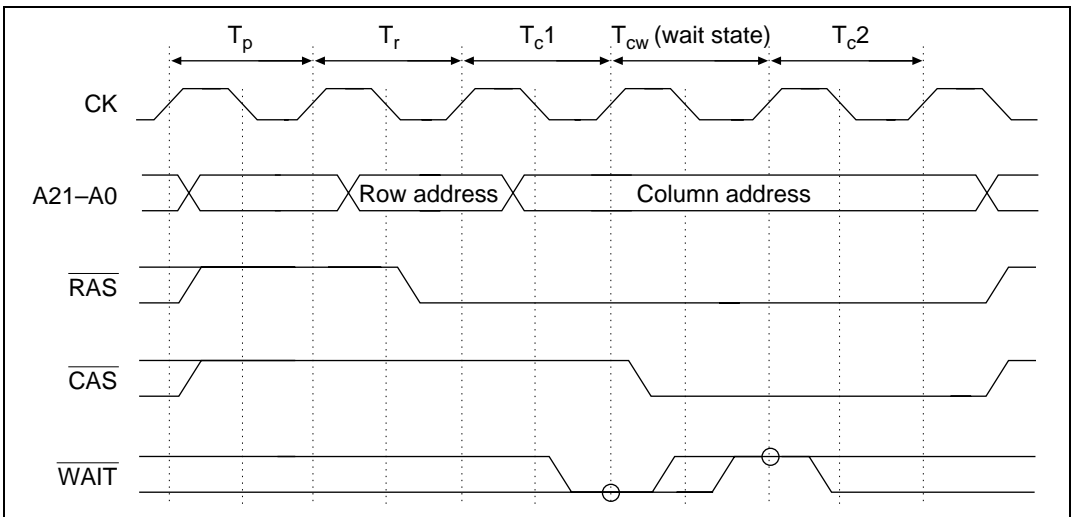 Tp Tr Tc1 Tcw (wait state) Tc2
CK
A21–A0 Row address Column address
RAS
CAS
WAIT